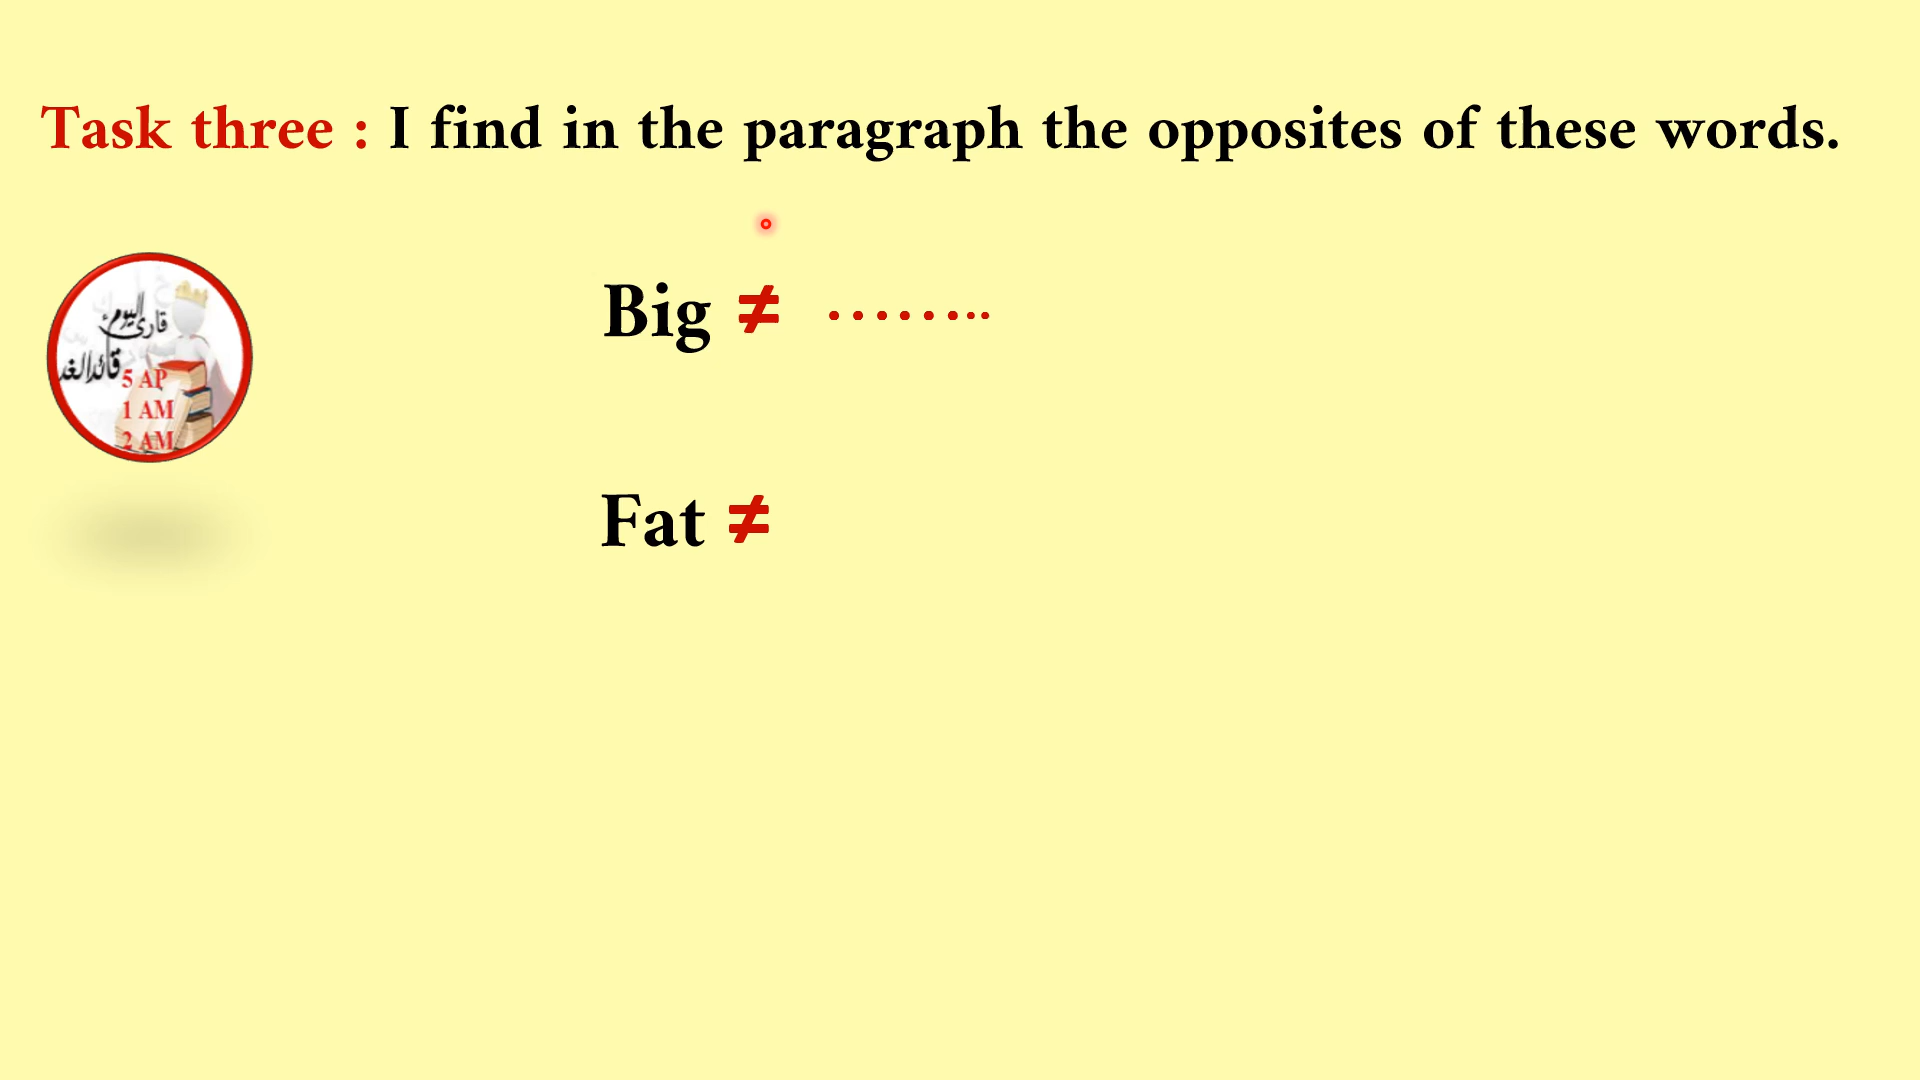 Task three : I find in the paragraph the opposites of these words.
Big ≠ ……...
Fat ≠
قارئ اليوم
قائد الغد
5 AP
1 AM
2 AM